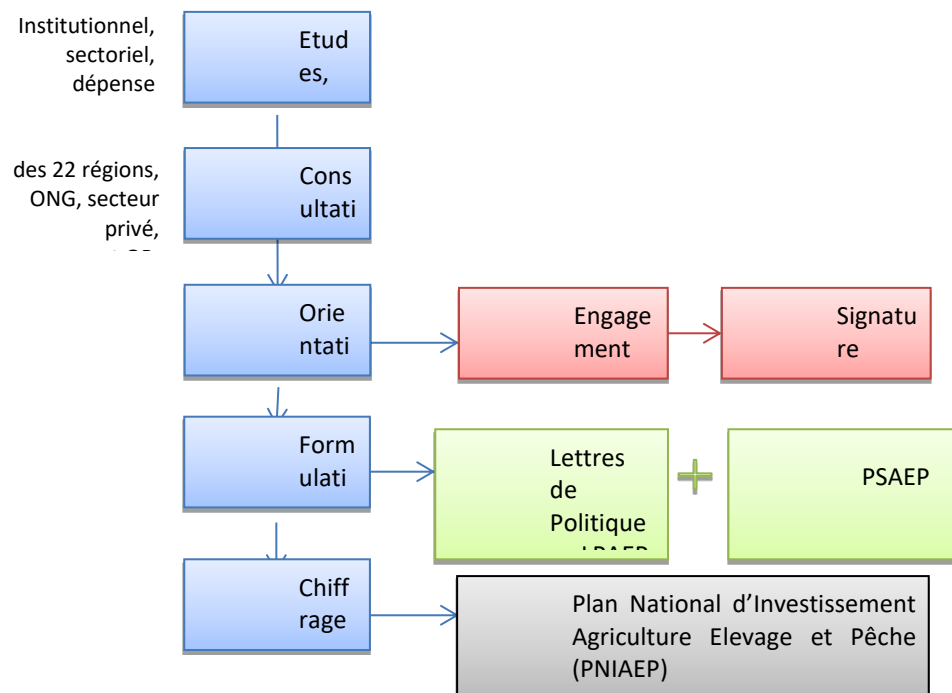 Institutionnel,
sectoriel,
dépense
Etud
es,
des 22 régions,
ONG, secteur
privé,
Cons
ultati
Orie
ntati
Engage
ment
Signatu
re
Form
ulati
Lettres
de
Politique
PSAEP
Chiff
rage
Plan National d’Investissement
Agriculture Elevage et Pêche
(PNIAEP)